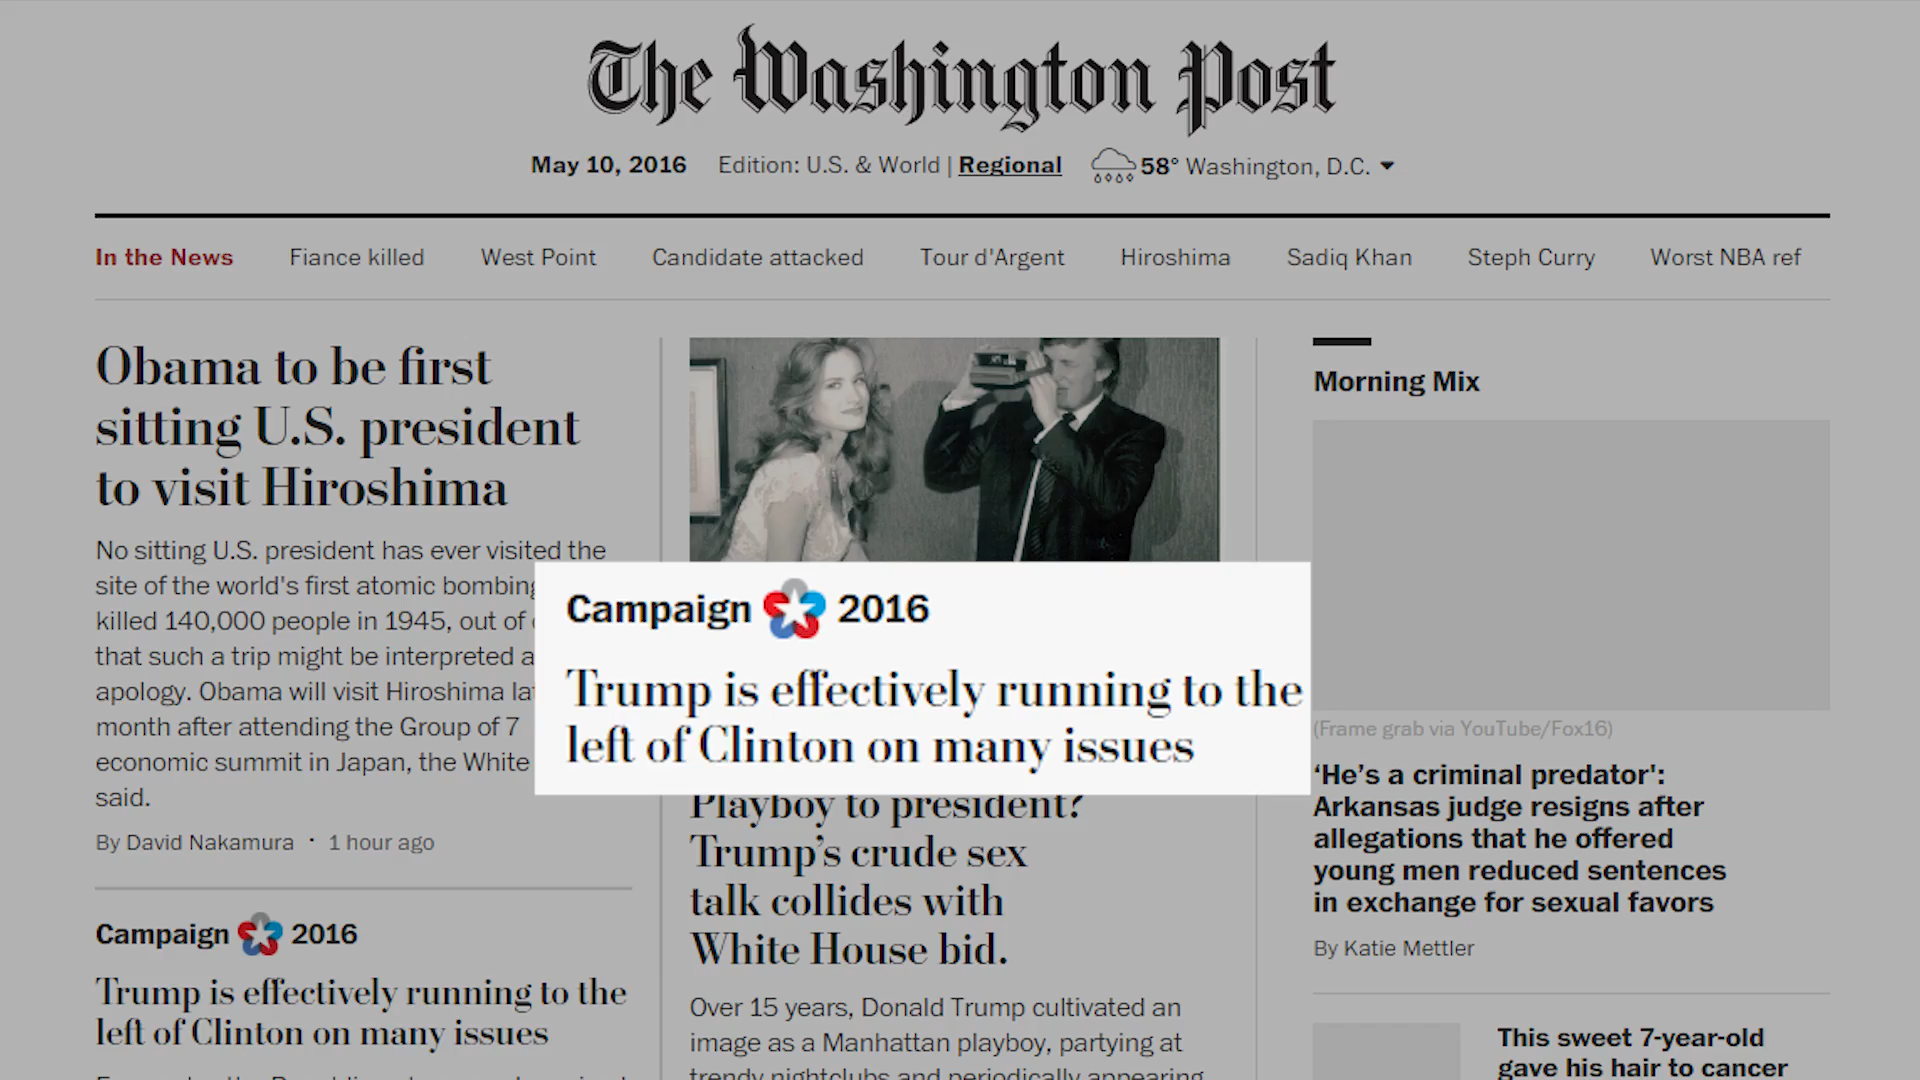 The Washington Post
May 10, 2016 Edition: U.S. & World | Regional 58° Washington, D.C.
In the News Fiance killed West Point Candidate attacked Tour d'Argent Hiroshima Sadiq Khan Steph Curry Worst NBA ref
Obama to be first
sitting U.S. president
to visit Hiroshima
No sitting U.S. president has ever visited the
site of the world's first atomic bombing
killed 140,000 people in 1945, out of
that such a trip might be interpreted a
apology. Obama will visit Hiroshima
month after attending the Group of 7
economic summit in Japan, the White
said.
By David Nakamura · 1 hour ago
Campaign 2016
Trump is effectively running to the
left of Clinton on many issues
Campaign 2016
Trump is effectively running to the
left of Clinton on many issues
Playboy to president?
Trump's crude sex
talk collides with
White House bid.
Over 15 years, Donald Trump cultivated an
image as a Manhattan playboy, partying at
trendy nightclubs and periodically appearing
Morning Mix
(Frame grab via YouTube/Fox16)
‘He’s a criminal predator':
Arkansas judge resigns after
allegations that he offered
young men reduced sentences
in exchange for sexual favors
By Katie Mettler
This sweet 7-year-old
gave his hair to cancer